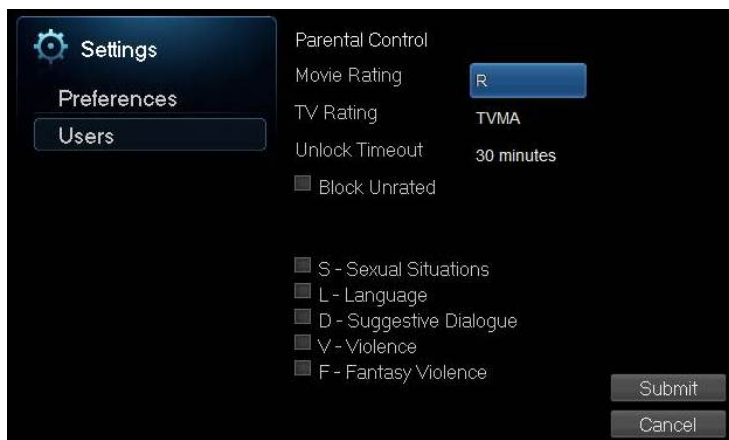 Settings
Preferences
Users
Parental Control
Movie Rating R
TV Rating TVMA
Unlock Timeout 30 minutes
Block Unrated
S - Sexual Situations
L - Language
D - Suggestive Dialogue
V - Violence
F - Fantasy Violence
Submit
Cancel